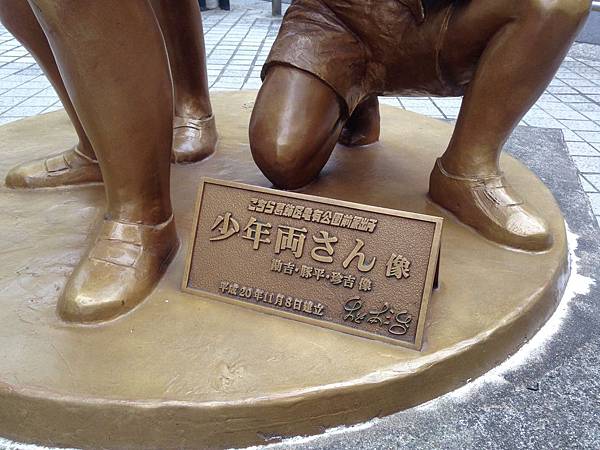 こちら葛飾区亀有公園前派出所
少年両さん像
両吉・豚平・珍吉 像
平成20年11月8日建立